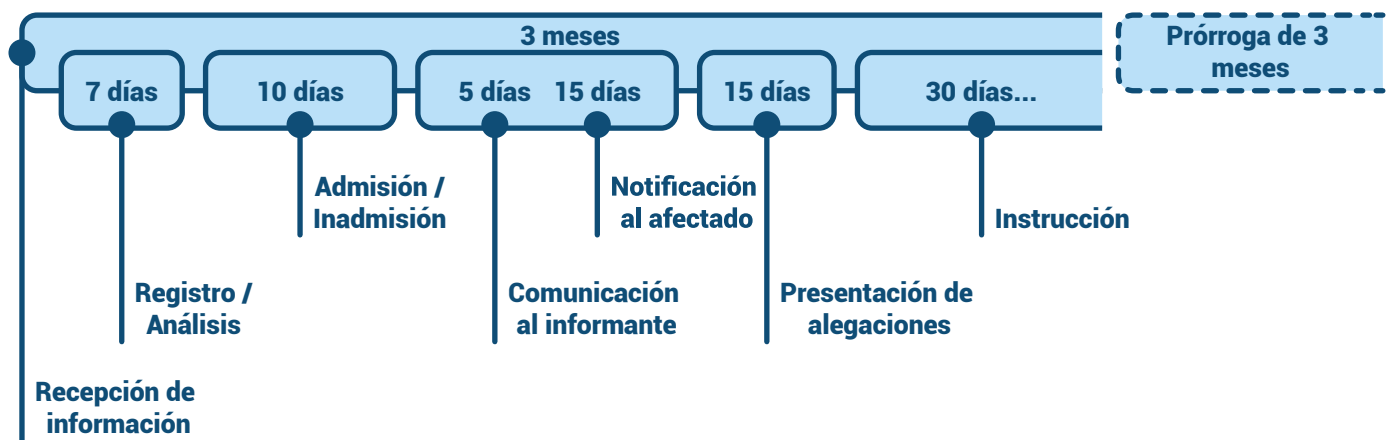 3 meses
Prórroga de 3
meses
7 días
10 días
5 días 15 días
15 días
30 días...
Admisión /
Inadmisión
Notificación
al afectado
Instrucción
Registro /
Análisis
Comunicación
al informante
Presentación de
alegaciones
Recepción de
información